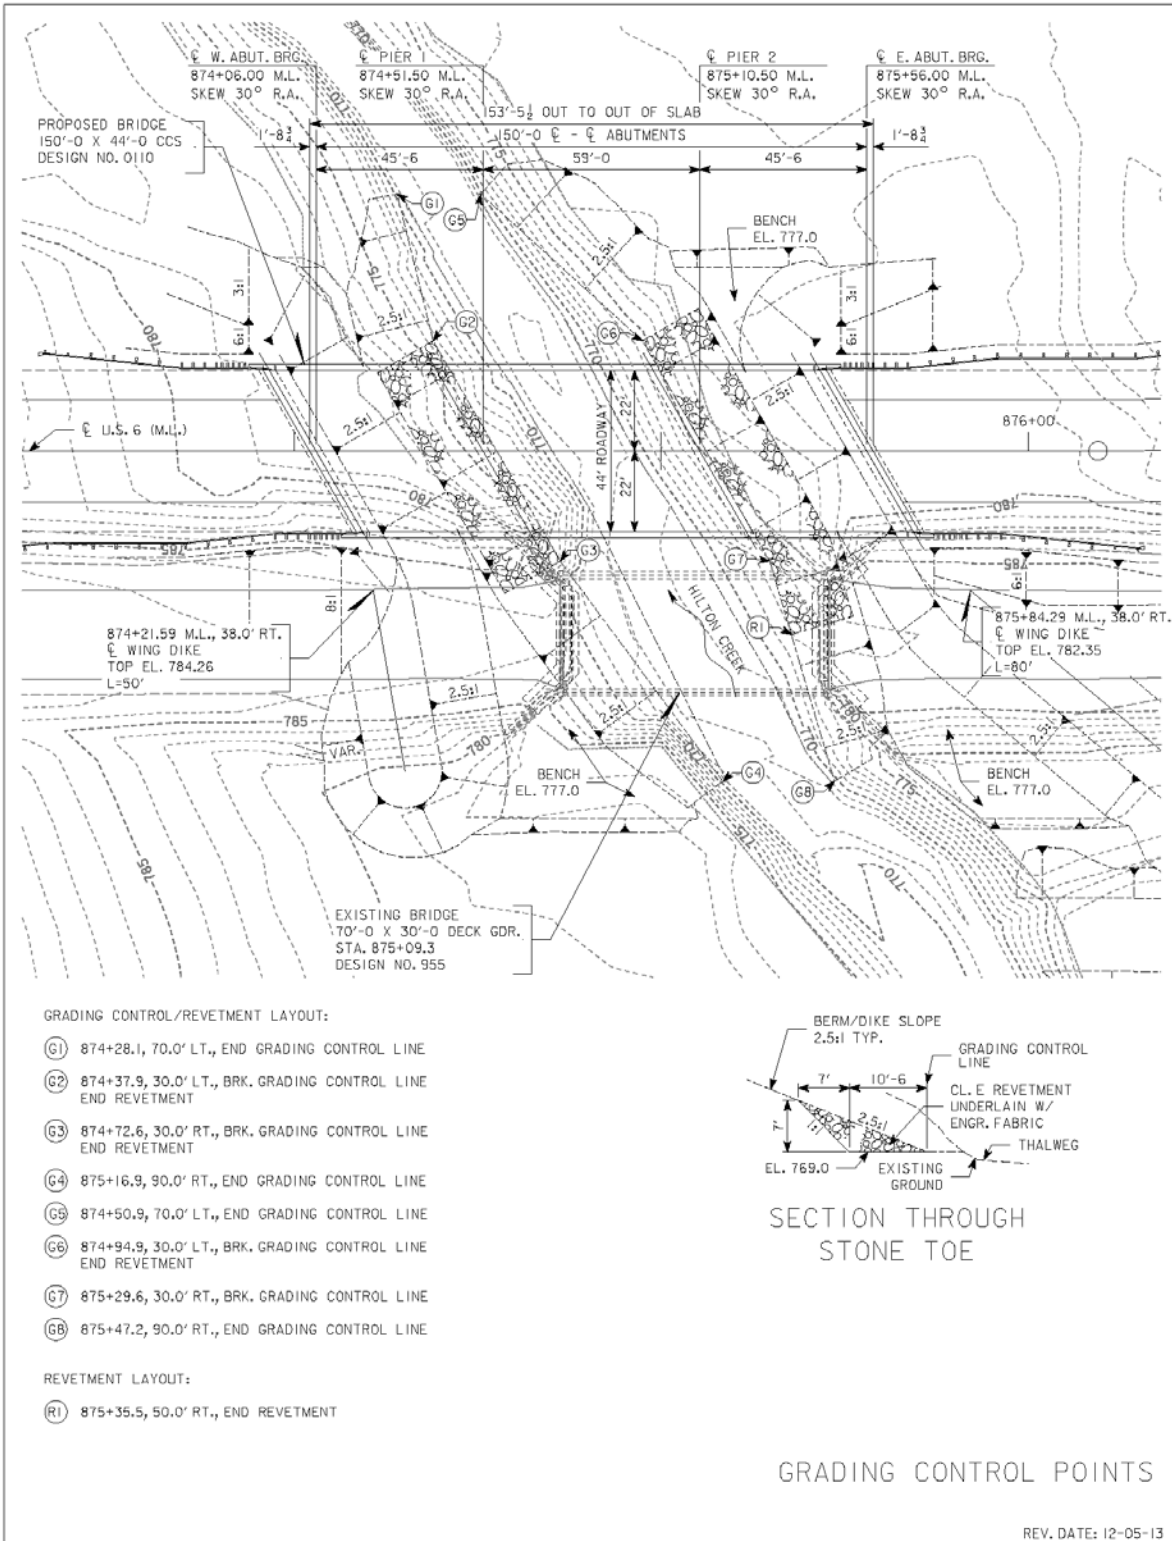 770
℄ W. ABUT. BRG.
874+06.00 M.L.
SKEW 30° R.A.
℄ PIER 1
874+51.50 M.L.
SKEW 30° R.A.
℄ PIER 2
875+10.50 M.L.
SKEW 30° R.A.
℄ E. ABUT. BRG.
875+56.00 M.L.
SKEW 30° R.A.
770
153'-5½ OUT TO OUT OF SLAB
PROPOSED BRIDGE
150'-0 X 44'-0 CCS
DESIGN NO. 0110
1'-8¾
150'-0 ℄ - ℄ ABUTMENTS
1'-8¾
45'-6
59'-0
45'-6
775
G1
G5
BENCH
EL. 777.0
2.5:1
775
3:1
6:1
3:1
6:1
780
2.5:1
G2
G6
770
2.5:1
2.5:1
44' ROADWAY
22'
22'
℄ U.S. 6 (M.L.)
770
876+00
780
780
785
G3
G7
785
6:1
8:1
HILTON CREEK
R1
874+21.59 M.L., 38.0' RT.
℄ WING DIKE
TOP EL. 784.26
L=50'
875+84.29 M.L., 38.0' RT.
℄ WING DIKE
TOP EL. 782.35
L=80'
2.5:1
2.5:1
785
VAR.
780
770
770
780
2.5:1
2.5:1
BENCH
EL. 777.0
G4
G8
775
BENCH
EL. 777.0
785
775
770
EXISTING BRIDGE
70'-0 X 30'-0 DECK GDR.
STA. 875+09.3
DESIGN NO. 955
GRADING CONTROL/REVETMENT LAYOUT:
G1 874+28.1, 70.0' LT., END GRADING CONTROL LINE
G2 874+37.9, 30.0' LT., BRK. GRADING CONTROL LINE
END REVETMENT
G3 874+72.6, 30.0' RT., BRK. GRADING CONTROL LINE
END REVETMENT
G4 875+16.9, 90.0' RT., END GRADING CONTROL LINE
G5 874+50.9, 70.0' LT., END GRADING CONTROL LINE
G6 874+94.9, 30.0' LT., BRK. GRADING CONTROL LINE
END REVETMENT
G7 875+29.6, 30.0' RT., BRK. GRADING CONTROL LINE
G8 875+47.2, 90.0' RT., END GRADING CONTROL LINE
REVETMENT LAYOUT:
R1 875+35.5, 50.0' RT., END REVETMENT
BERM/DIKE SLOPE
2.5:1 TYP.
GRADING CONTROL
LINE
7'
10'-6
CL. E REVETMENT
UNDERLAIN W/
ENGR. FABRIC
7'
1:1
2.5:1
THALWEG
EL. 769.0
EXISTING
GROUND
SECTION THROUGH
STONE TOE
GRADING CONTROL POINTS
REV. DATE: 12-05-13